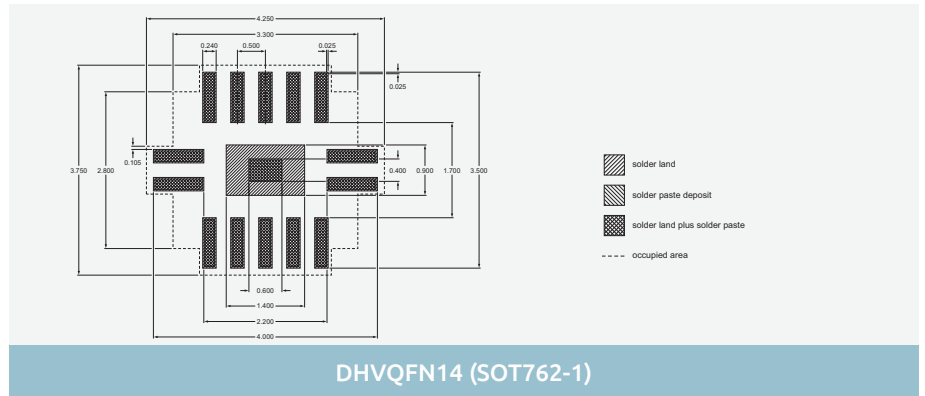 4.250
3.300
0.240 0.500 0.025
0.025
0.105
3.750 2.800 0.400 0.900 1.700 3.500
0.600
1.400
2.200
4.000
solder land
solder paste deposit
solder land plus solder paste
occupied area
DHVQFN14 (SOT762-1)